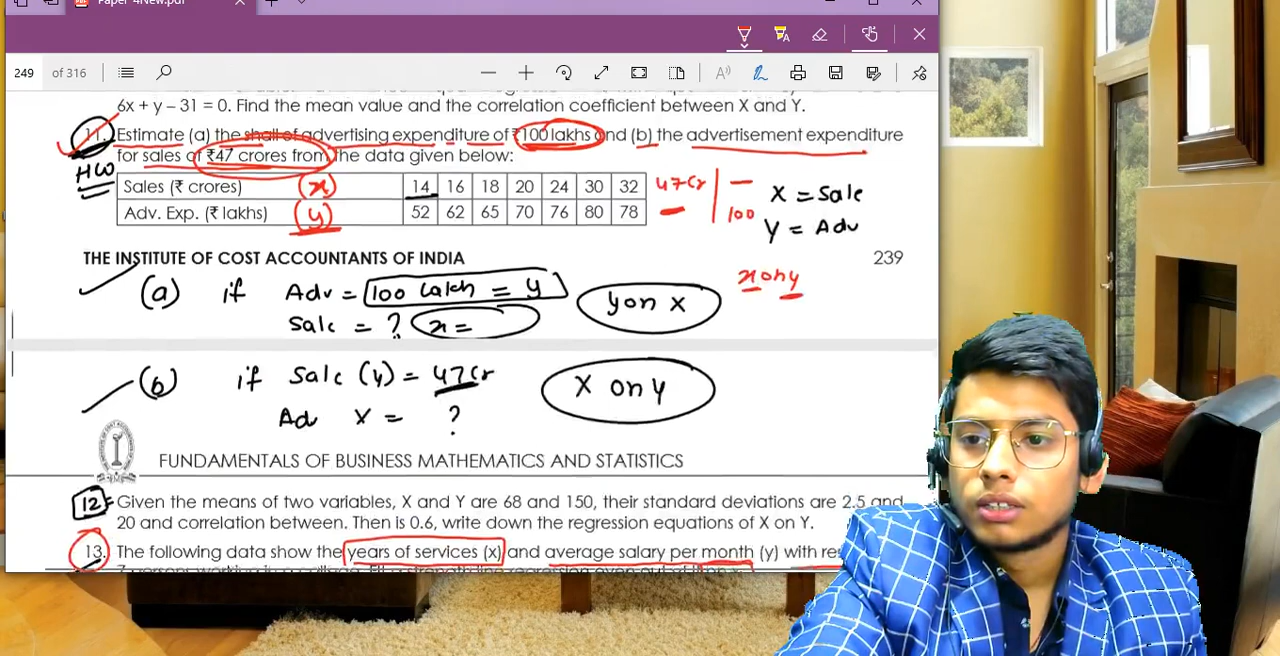 Paper 4New.pdf
249 of 316
6x + y – 31 = 0. Find the mean value and the correlation coefficient between X and Y.
11. Estimate (a) the shall of advertising expenditure of ₹100 lakhs and (b) the advertisement expenditure
for sales of ₹47 crores from the data given below:
HW
Sales (₹ crores) (x) 14 16 18 20 24 30 32 47Cr —
Adv. Exp. (₹ lakhs) (y) 52 62 65 70 76 80 78 — 100
X = Sale
Y = Adv
THE INSTITUTE OF COST ACCOUNTANTS OF INDIA 239
x on y
(a) if Adv = 100 lakh = y
Sale = ? x =
y on x
(b) if Sale (y) = 47Cr
Ad X = ?
X on y
FUNDAMENTALS OF BUSINESS MATHEMATICS AND STATISTICS
12. Given the means of two variables, X and Y are 68 and 150, their standard deviations are 2.5 and
20 and correlation between. Then is 0.6, write down the regression equations of X on Y.
13. The following data show the years of services (x) and average salary per month (y) with